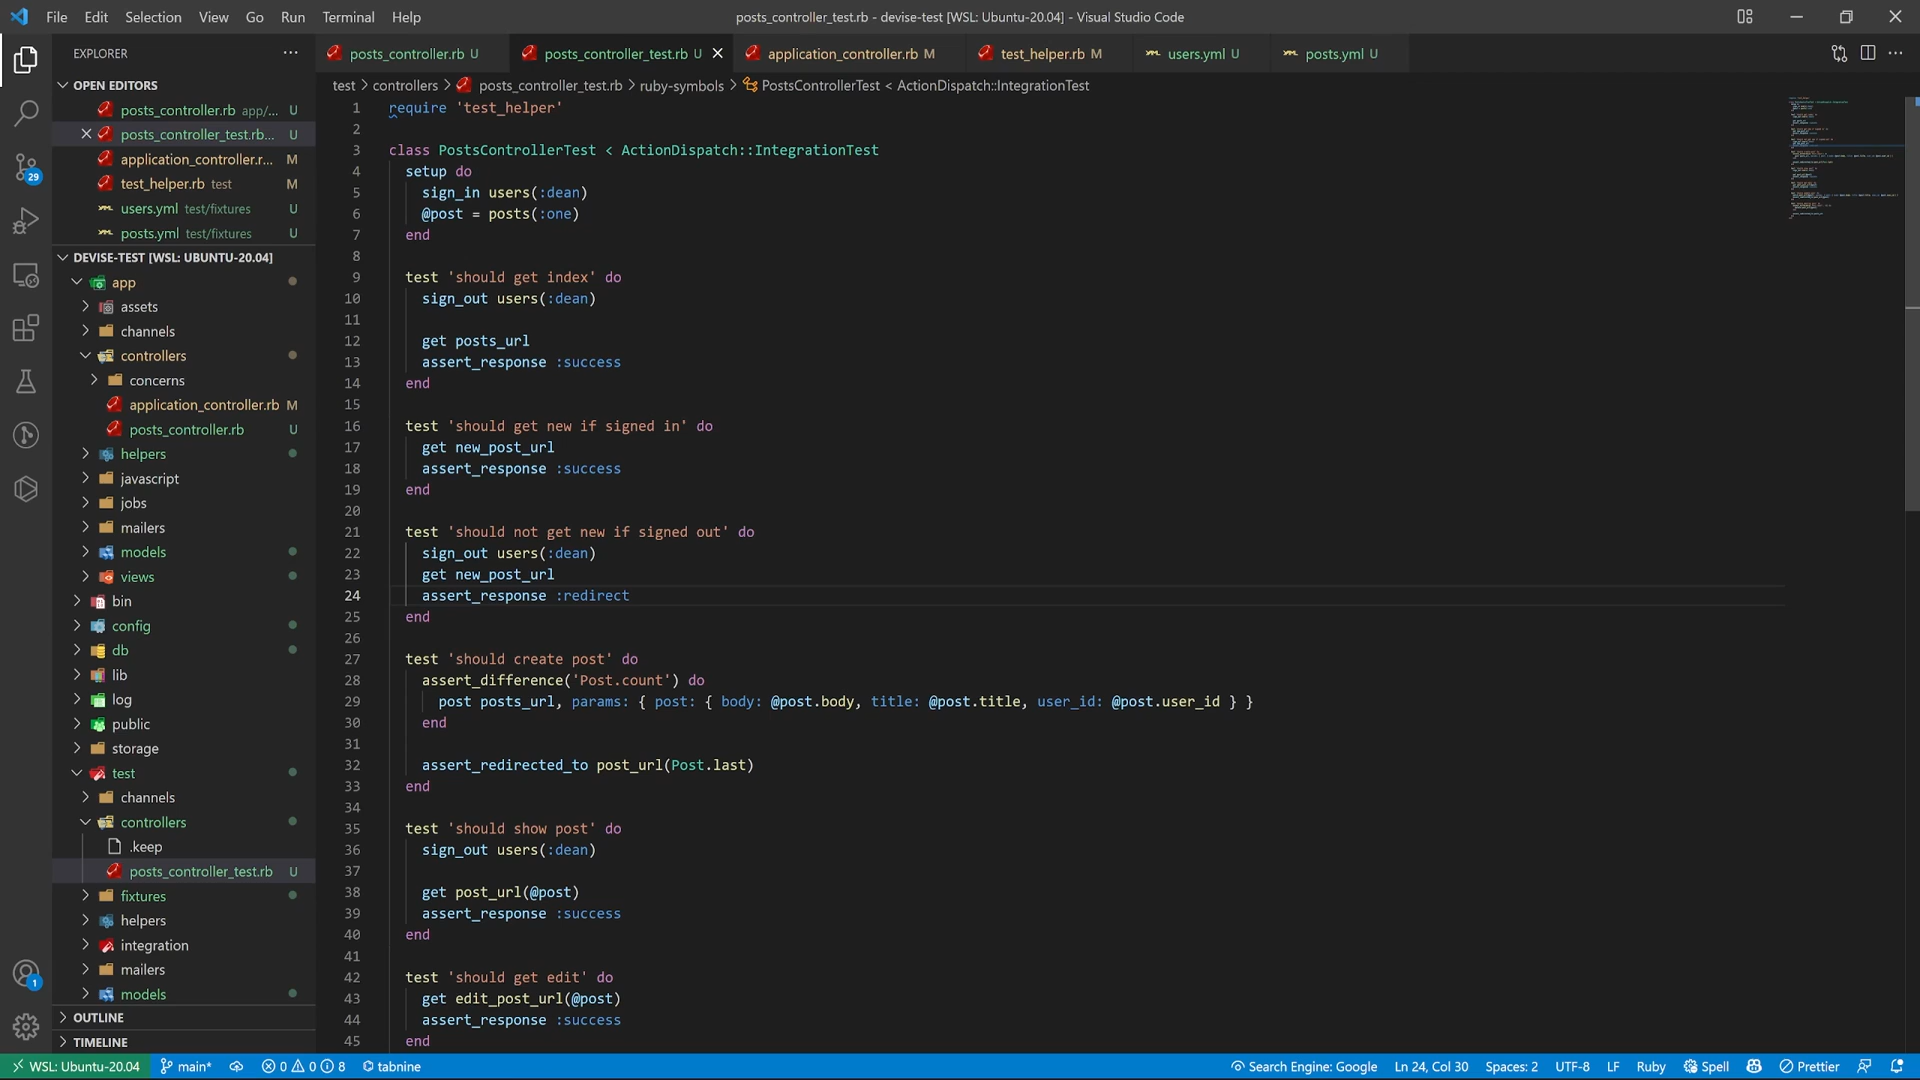 File Edit Selection View Go Run Terminal Help
posts_controller_test.rb - devise-test [WSL: Ubuntu-20.04] - Visual Studio Code
EXPLORER
posts_controller.rb U
posts_controller_test.rb U
application_controller.rb M
test_helper.rb M
users.yml U
posts.yml U
test > controllers > posts_controller_test.rb > ruby-symbols > PostsControllerTest < ActionDispatch::IntegrationTest
OPEN EDITORS
posts_controller.rb app/... U
posts_controller_test.rb... U
application_controller.r... M
test_helper.rb test M
users.yml test/fixtures U
posts.yml test/fixtures U
DEVISE-TEST [WSL: UBUNTU-20.04]
app
assets
channels
controllers
concerns
application_controller.rb M
posts_controller.rb U
helpers
javascript
jobs
mailers
models
views
bin
config
db
lib
log
public
storage
test
channels
controllers
.keep
posts_controller_test.rb U
fixtures
helpers
integration
mailers
models
OUTLINE
TIMELINE
29
1
1 require 'test_helper'
2
3 class PostsControllerTest < ActionDispatch::IntegrationTest
4 setup do
5 sign_in users(:dean)
6 @post = posts(:one)
7 end
8
9 test 'should get index' do
10 sign_out users(:dean)
11
12 get posts_url
13 assert_response :success
14 end
15
16 test 'should get new if signed in' do
17 get new_post_url
18 assert_response :success
19 end
20
21 test 'should not get new if signed out' do
22 sign_out users(:dean)
23 get new_post_url
24 assert_response :redirect
25 end
26
27 test 'should create post' do
28 assert_difference('Post.count') do
29 post posts_url, params: { post: { body: @post.body, title: @post.title, user_id: @post.user_id } }
30 end
31
32 assert_redirected_to post_url(Post.last)
33 end
34
35 test 'should show post' do
36 sign_out users(:dean)
37
38 get post_url(@post)
39 assert_response :success
40 end
41
42 test 'should get edit' do
43 get edit_post_url(@post)
44 assert_response :success
45 end
WSL: Ubuntu-20.04 main* 0 0 8 tabnine
Search Engine: Google Ln 24, Col 30 Spaces: 2 UTF-8 LF Ruby Spell Prettier